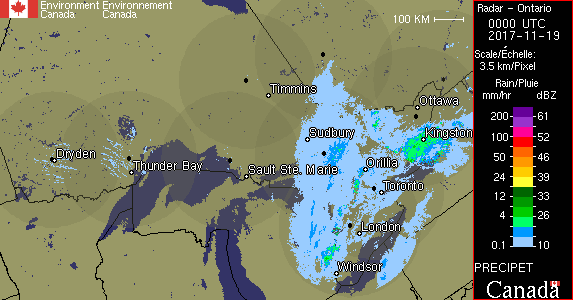 Environment Environnement
Canada Canada
100 KM
Timmins
Ottawa
Sudbury
Kingston
Dryden
Thunder Bay
Sault Ste. Marie
Orillia
Toronto
London
Windsor
Radar - Ontario
0000 UTC
2017-11-19
Scale/Échelle:
3.5 km/Pixel
Rain/Pluie
mm/hr dBZ
200 61
100 52
50 46
24 39
12 33
4 26
0.1 10
PRECIPET
Canada